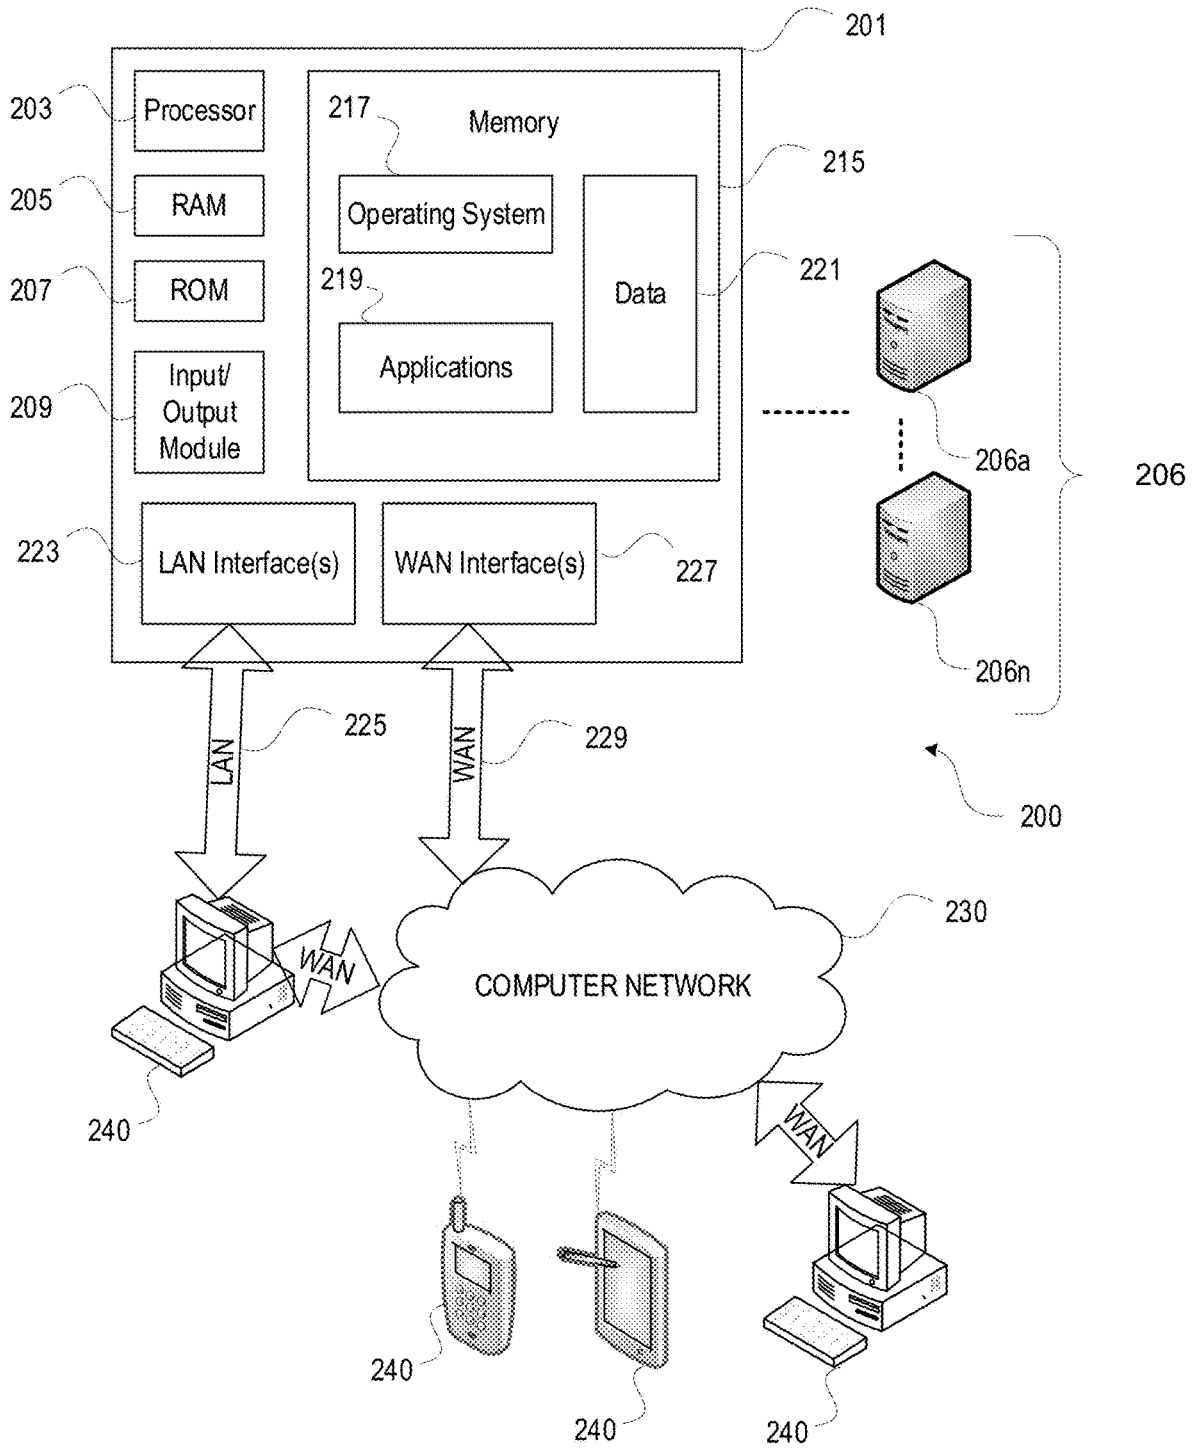 201
203
Processor
217
Memory
215
205
RAM
Operating System
221
Data
207
ROM
219
Applications
209
Input/
Output
Module
206a
206
223
LAN Interface(s)
WAN Interface(s)
227
206n
LAN
225
WAN
229
200
230
WAN
COMPUTER NETWORK
240
WAN
240
240
240